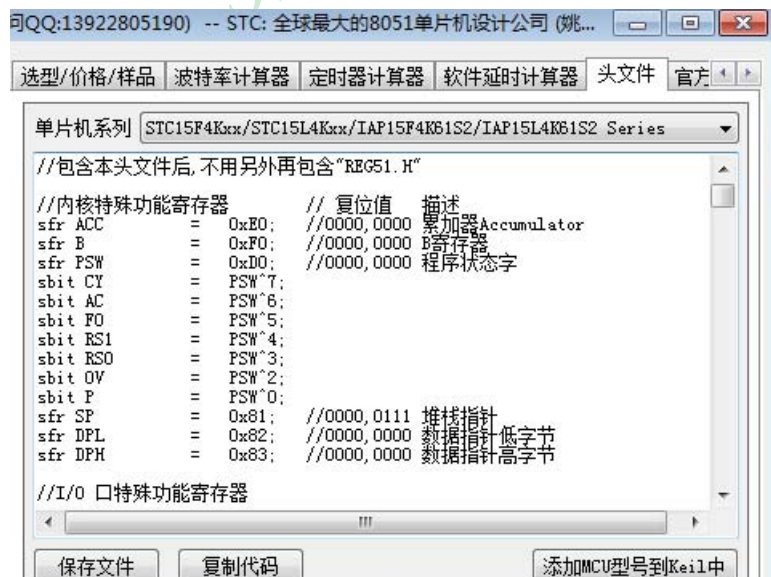 问QQ:13922805190) -- STC: 全球最大的8051单片机设计公司 (姚...
选型/价格/样品 波特率计算器 定时器计算器 软件延时计算器 头文件 官方
单片机系列 STC15F4Kxx/STC15L4Kxx/IAP15F4K61S2/IAP15L4K61S2 Series
//包含本头文件后,不用另外再包含"REG51.H"
//内核特殊功能寄存器 // 复位值 描述
sfr ACC = 0xE0; //0000,0000 累加器Accumulator
sfr B = 0xF0; //0000,0000 B寄存器
sfr PSW = 0xD0; //0000,0000 程序状态字
sbit CY = PSW^7;
sbit AC = PSW^6;
sbit F0 = PSW^5;
sbit RS1 = PSW^4;
sbit RS0 = PSW^3;
sbit OV = PSW^2;
sbit P = PSW^0;
sfr SP = 0x81; //0000,0111 堆栈指针
sfr DPL = 0x82; //0000,0000 数据指针低字节
sfr DPH = 0x83; //0000,0000 数据指针高字节
//I/O 口特殊功能寄存器
保存文件 复制代码 添加MCU型号到Keil中